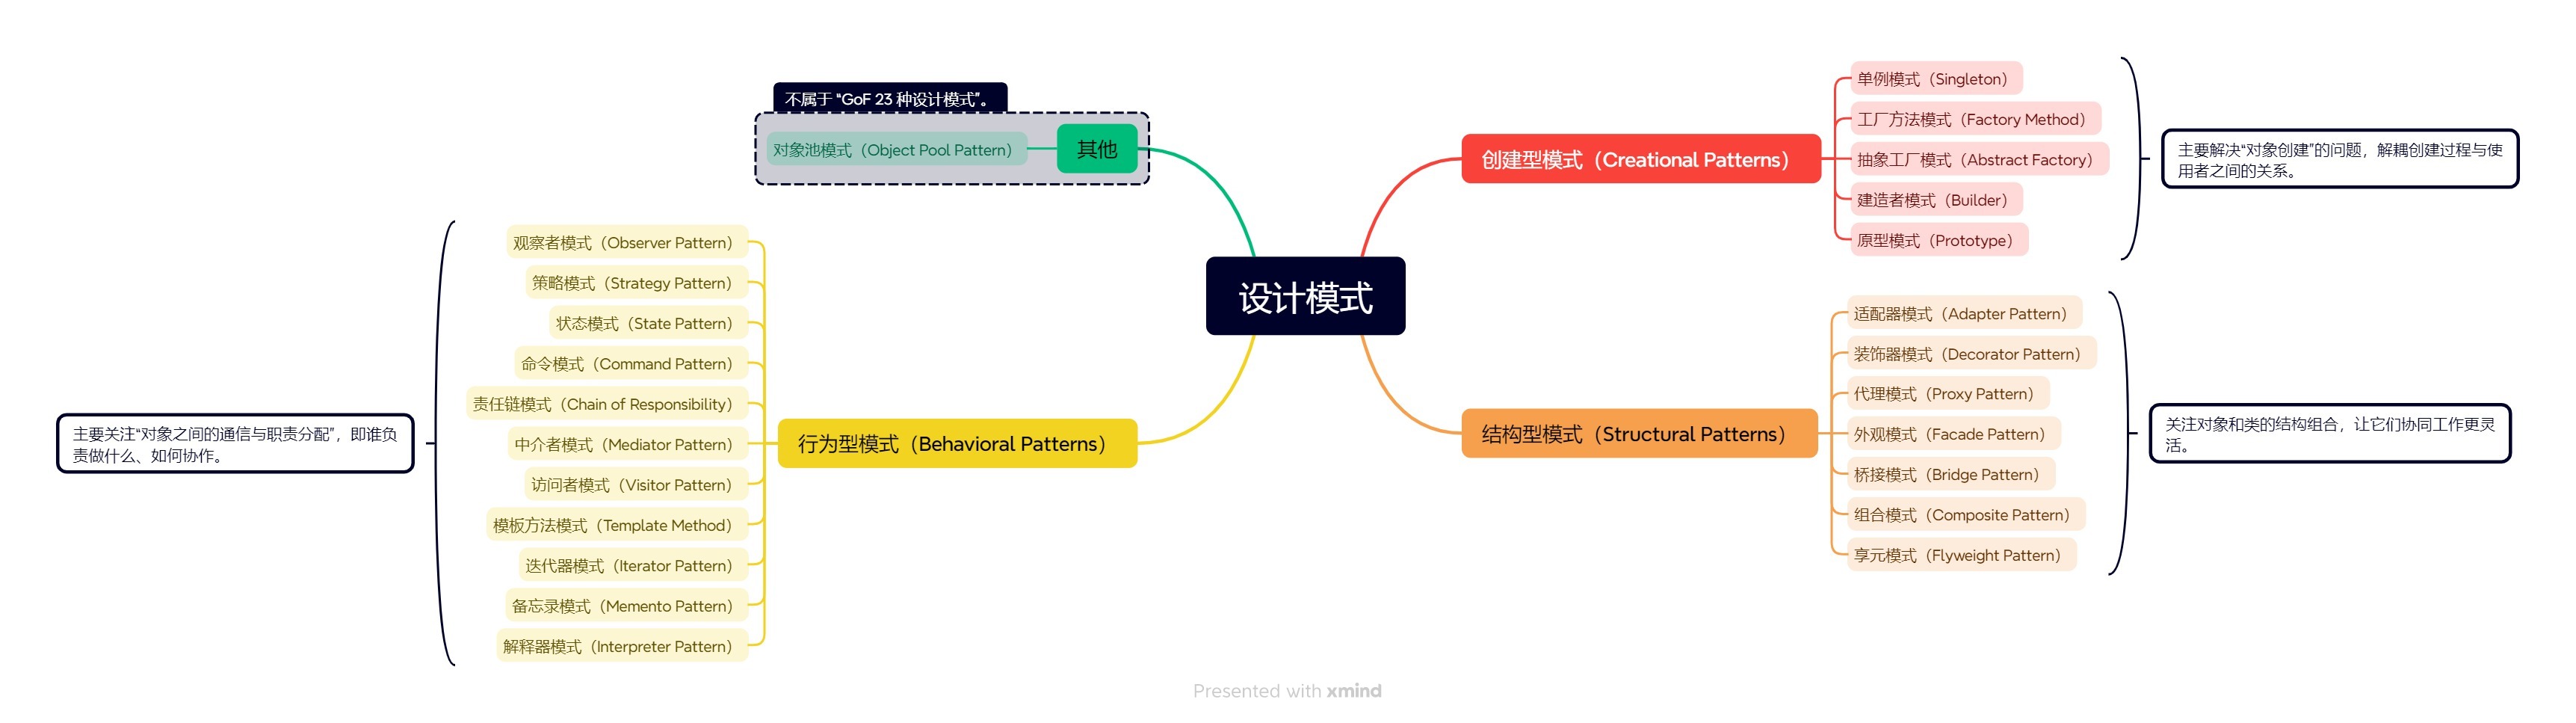 设计模式
创建型模式（Creational Patterns）
单例模式（Singleton）
工厂方法模式（Factory Method）
抽象工厂模式（Abstract Factory）
建造者模式（Builder）
原型模式（Prototype）
主要解决“对象创建”的问题，解耦创建过程与使
用者之间的关系。
结构型模式（Structural Patterns）
适配器模式（Adapter Pattern）
装饰器模式（Decorator Pattern）
代理模式（Proxy Pattern）
外观模式（Facade Pattern）
桥接模式（Bridge Pattern）
组合模式（Composite Pattern）
享元模式（Flyweight Pattern）
关注对象和类的结构组合，让它们协同工作更灵
活。
行为型模式（Behavioral Patterns）
观察者模式（Observer Pattern）
策略模式（Strategy Pattern）
状态模式（State Pattern）
命令模式（Command Pattern）
责任链模式（Chain of Responsibility）
中介者模式（Mediator Pattern）
访问者模式（Visitor Pattern）
模板方法模式（Template Method）
迭代器模式（Iterator Pattern）
备忘录模式（Memento Pattern）
解释器模式（Interpreter Pattern）
主要关注“对象之间的通信与职责分配”，即谁负
责做什么、如何协作。
不属于 “GoF 23 种设计模式”。
其他
对象池模式（Object Pool Pattern）
Presented with xmind